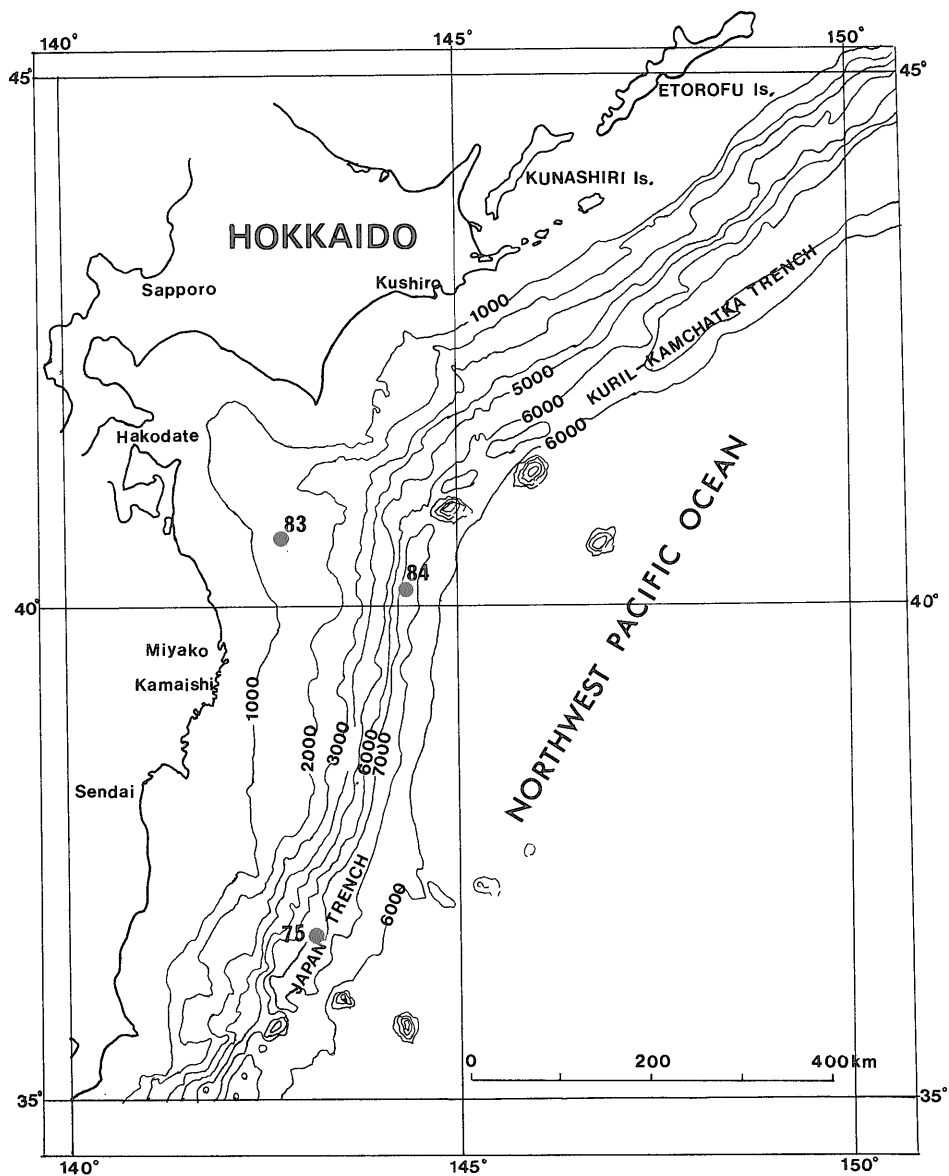 140°
145°
150°
45°
45°
ETOROFU Is.
KUNASHIRI Is.
HOKKAIDO
Sapporo
Kushiro
1000
KURIL-KAMCHATKA TRENCH
5000
6000
6000
Hakodate
83
84
NORTHWEST PACIFIC OCEAN
40°
40°
Miyako
Kamaishi
1000
2000
3000
6000
7000
Sendai
JAPAN TRENCH
6000
75
0 200 400km
35°
35°
140°
145°
150°